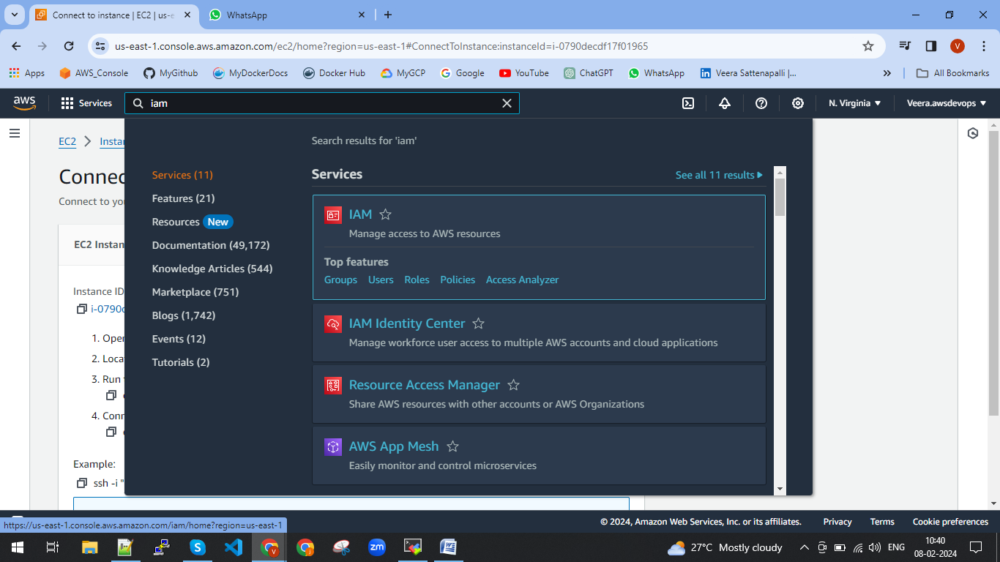 Connect to instance | EC2 | us-e
WhatsApp
us-east-1.console.aws.amazon.com/ec2/home?region=us-east-1#ConnectToInstance:instanceId=i-0790decdf17f01965
V
Apps
AWS_Console
MyGithub
MyDockerDocs
Docker Hub
MyGCP
Google
YouTube
ChatGPT
WhatsApp
Veera Sattenapalli |...
All Bookmarks
aws
Services
iam
N. Virginia
Veera.awsdevops
EC2
Instan
Connec
Connect to you
EC2 Instan
Instance ID
i-0790d
1. Open
2. Loca
3. Run
4. Conn
Example:
ssh -i "
Search results for 'iam'
Services (11)
Features (21)
Resources New
Documentation (49,172)
Knowledge Articles (544)
Marketplace (751)
Blogs (1,742)
Events (12)
Tutorials (2)
Services
See all 11 results
IAM
Manage access to AWS resources
Top features
Groups Users Roles Policies Access Analyzer
IAM Identity Center
Manage workforce user access to multiple AWS accounts and cloud applications
Resource Access Manager
Share AWS resources with other accounts or AWS Organizations
AWS App Mesh
Easily monitor and control microservices
https://us-east-1.console.aws.amazon.com/iam/home?region=us-east-1
© 2024, Amazon Web Services, Inc. or its affiliates.
Privacy
Terms
Cookie preferences
zm
27°C Mostly cloudy
ENG
10:40
08-02-2024